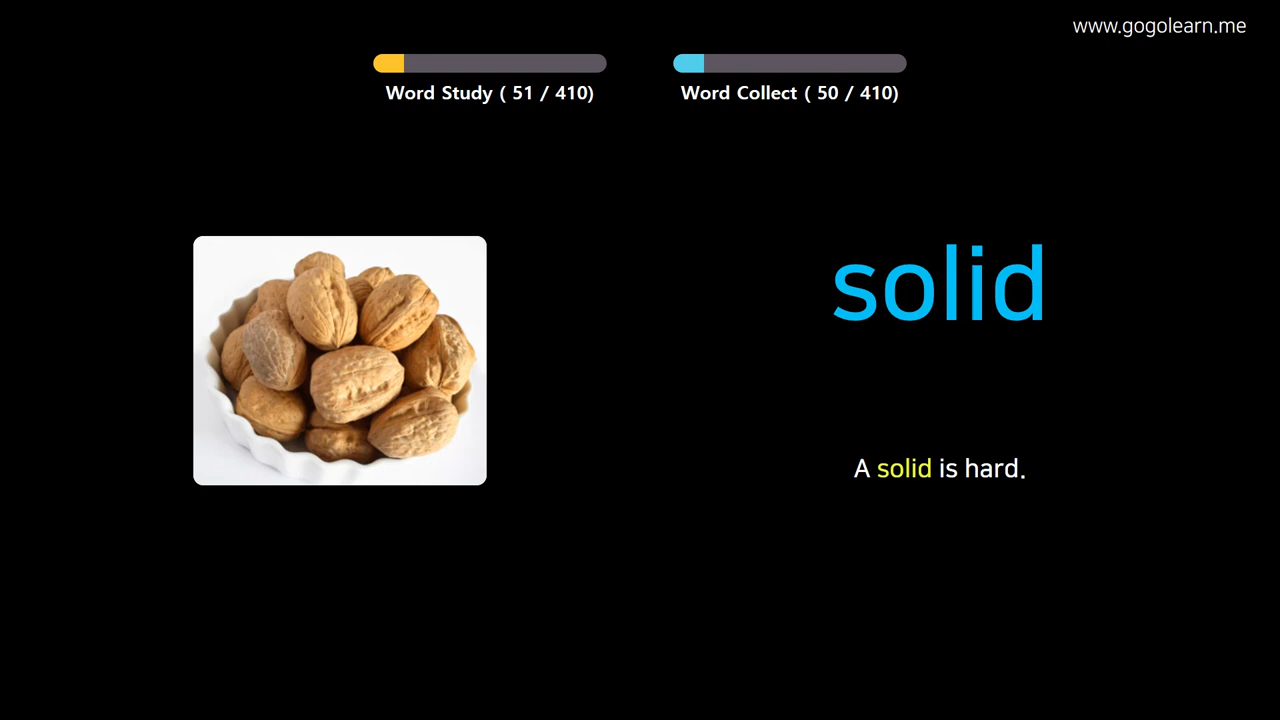 www.gogolearn.me
Word Study ( 51 / 410)
Word Collect ( 50 / 410)
solid
A solid is hard.